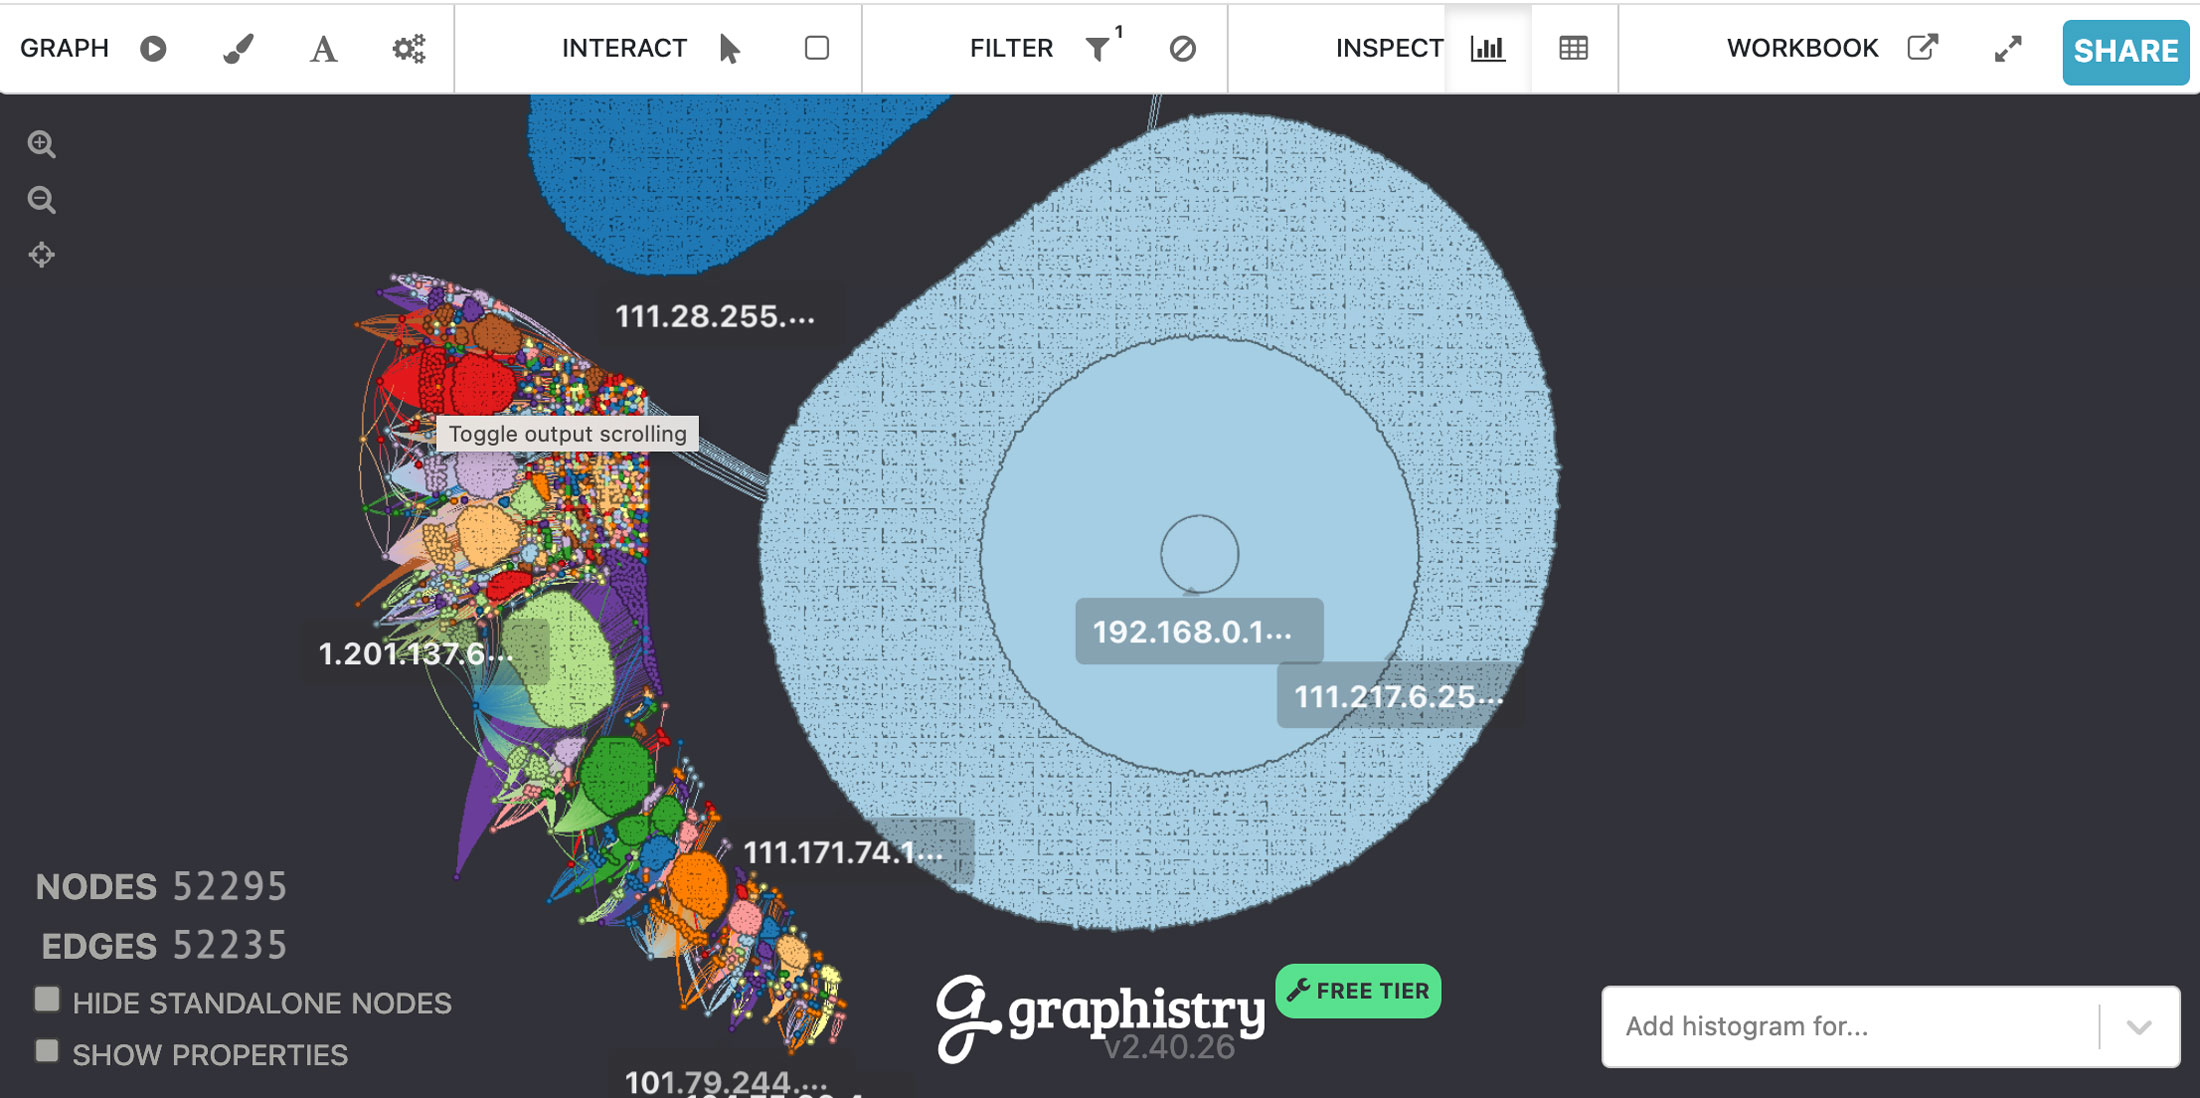 GRAPH
INTERACT
FILTER 1
INSPECT
WORKBOOK
SHARE
111.28.255.…
Toggle output scrolling
192.168.0.1…
1.201.137.6…
111.217.6.25…
111.171.74.1…
NODES 52295
EDGES 52235
HIDE STANDALONE NODES
SHOW PROPERTIES
graphistry
FREE TIER
v2.40.26
Add histogram for...
101.79.244.…